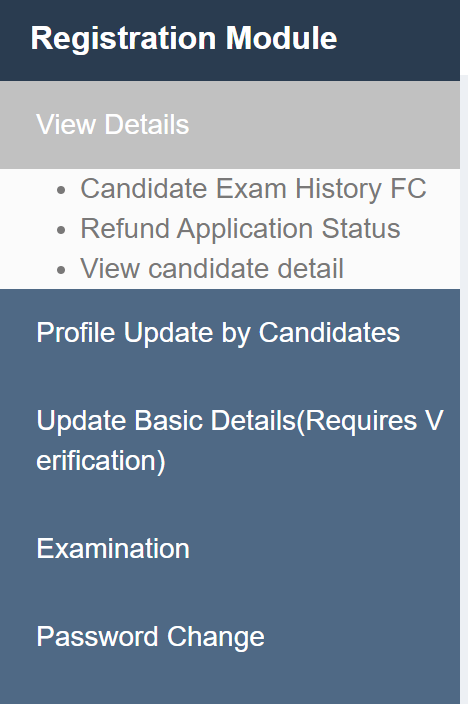 Registration Module
View Details
Candidate Exam History FC
Refund Application Status
View candidate detail
Profile Update by Candidates
Update Basic Details(Requires V
erification)
Examination
Password Change